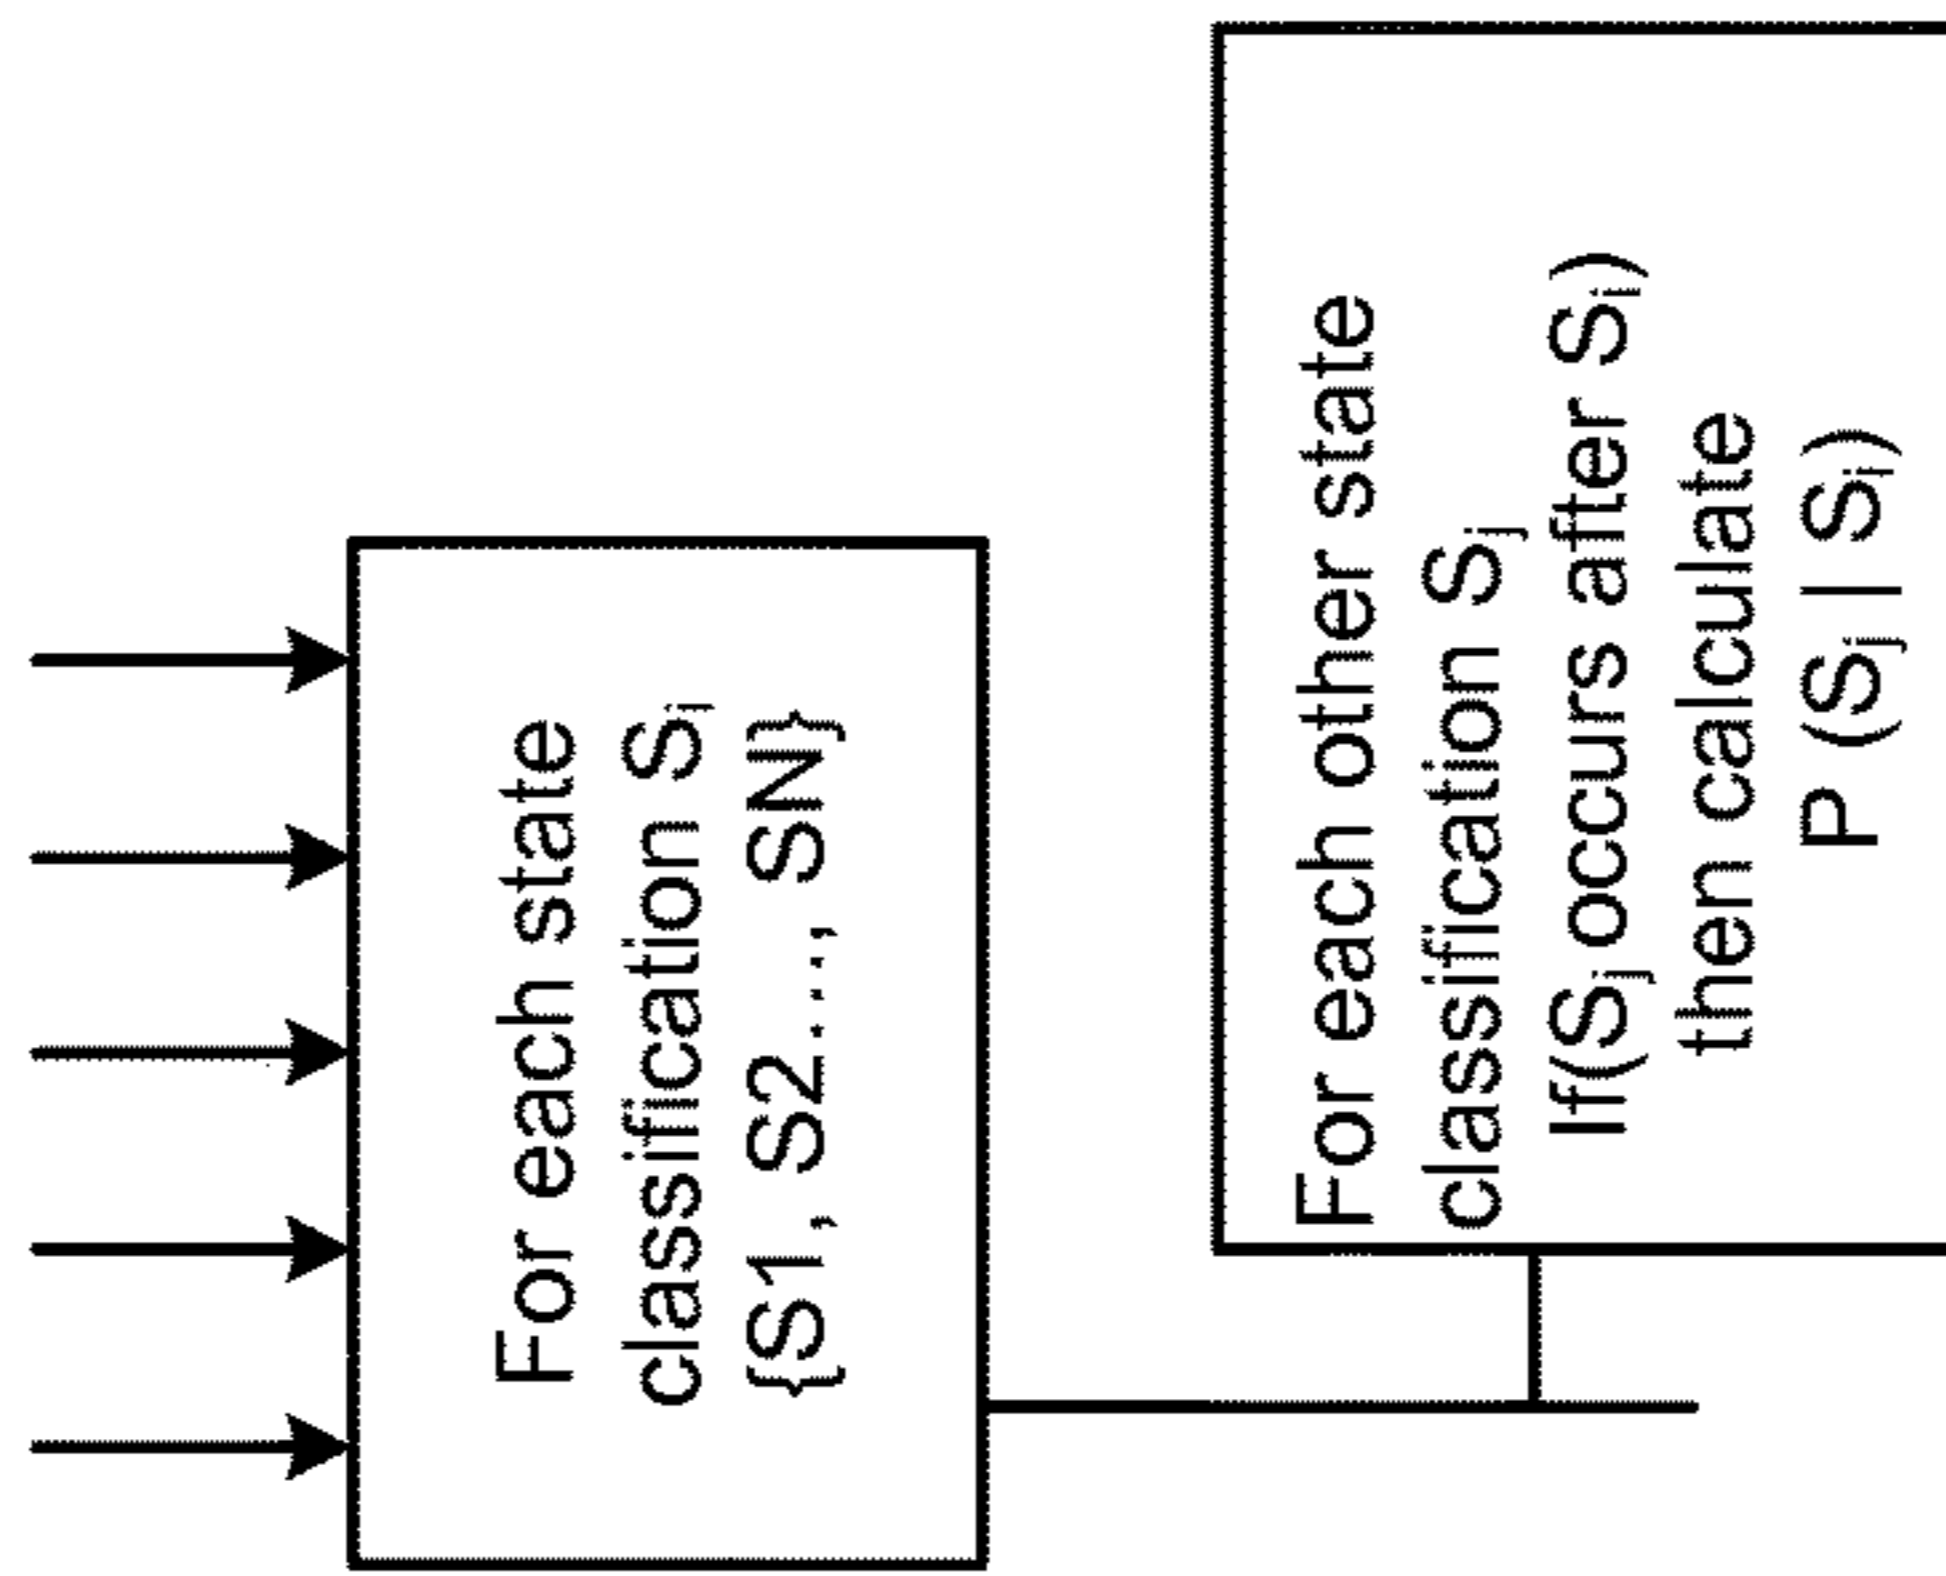 For each state
classification Sᵢ
{S1, S2...., SN}
For each other state
classification Sⱼ
If(Sⱼ occurs after Sᵢ)
then calculate
P (Sⱼ | Sᵢ)